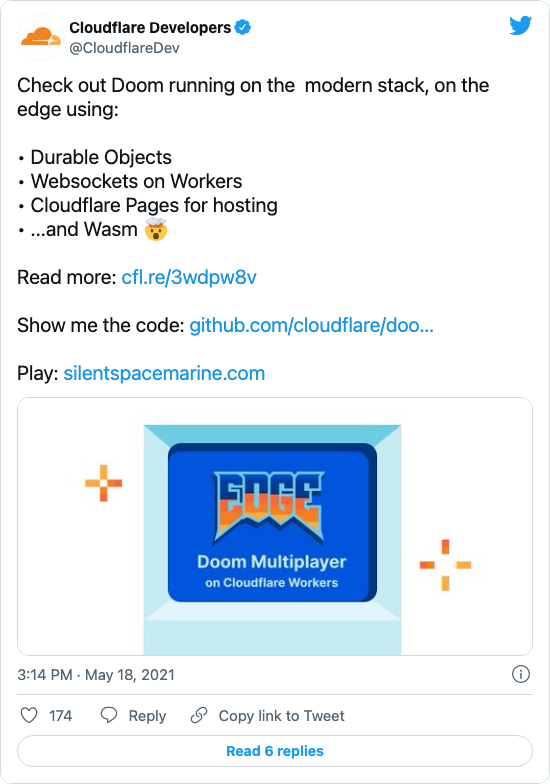 Cloudflare Developers
@CloudflareDev
Check out Doom running on the  modern stack, on the
edge using:
• Durable Objects
• Websockets on Workers
• Cloudflare Pages for hosting
• ...and Wasm 🤯
Read more: cfl.re/3wdpw8v
Show me the code: github.com/cloudflare/doo...
Play: silentspacemarine.com
EDGE
Doom Multiplayer
on Cloudflare Workers
3:14 PM · May 18, 2021
174 Reply Copy link to Tweet
Read 6 replies